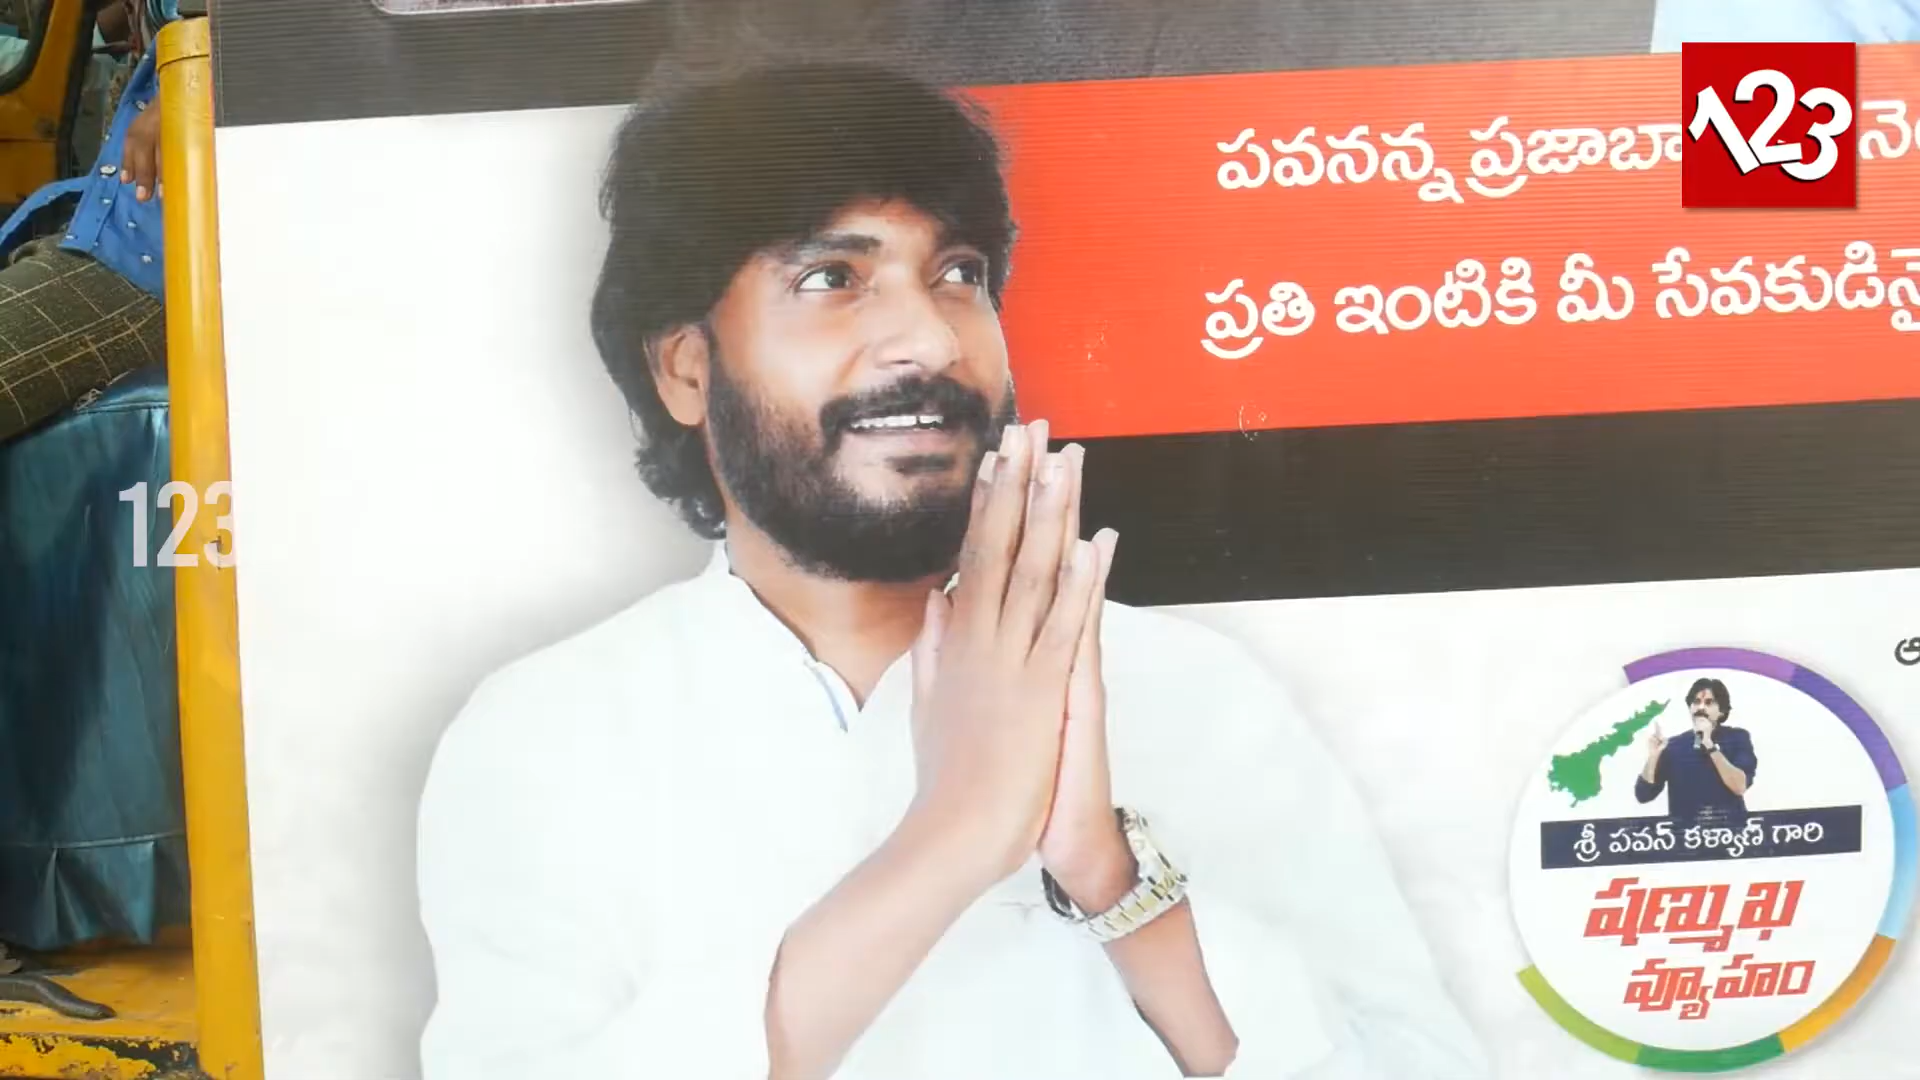 పవనన్న ప్రజాబా
123
ప్రతి ఇంటికి మీ సేవకుడినై
123
శ్రీ పవన్ కళ్యాణ్ గారి
షణ్ముఖ
వ్యూహం